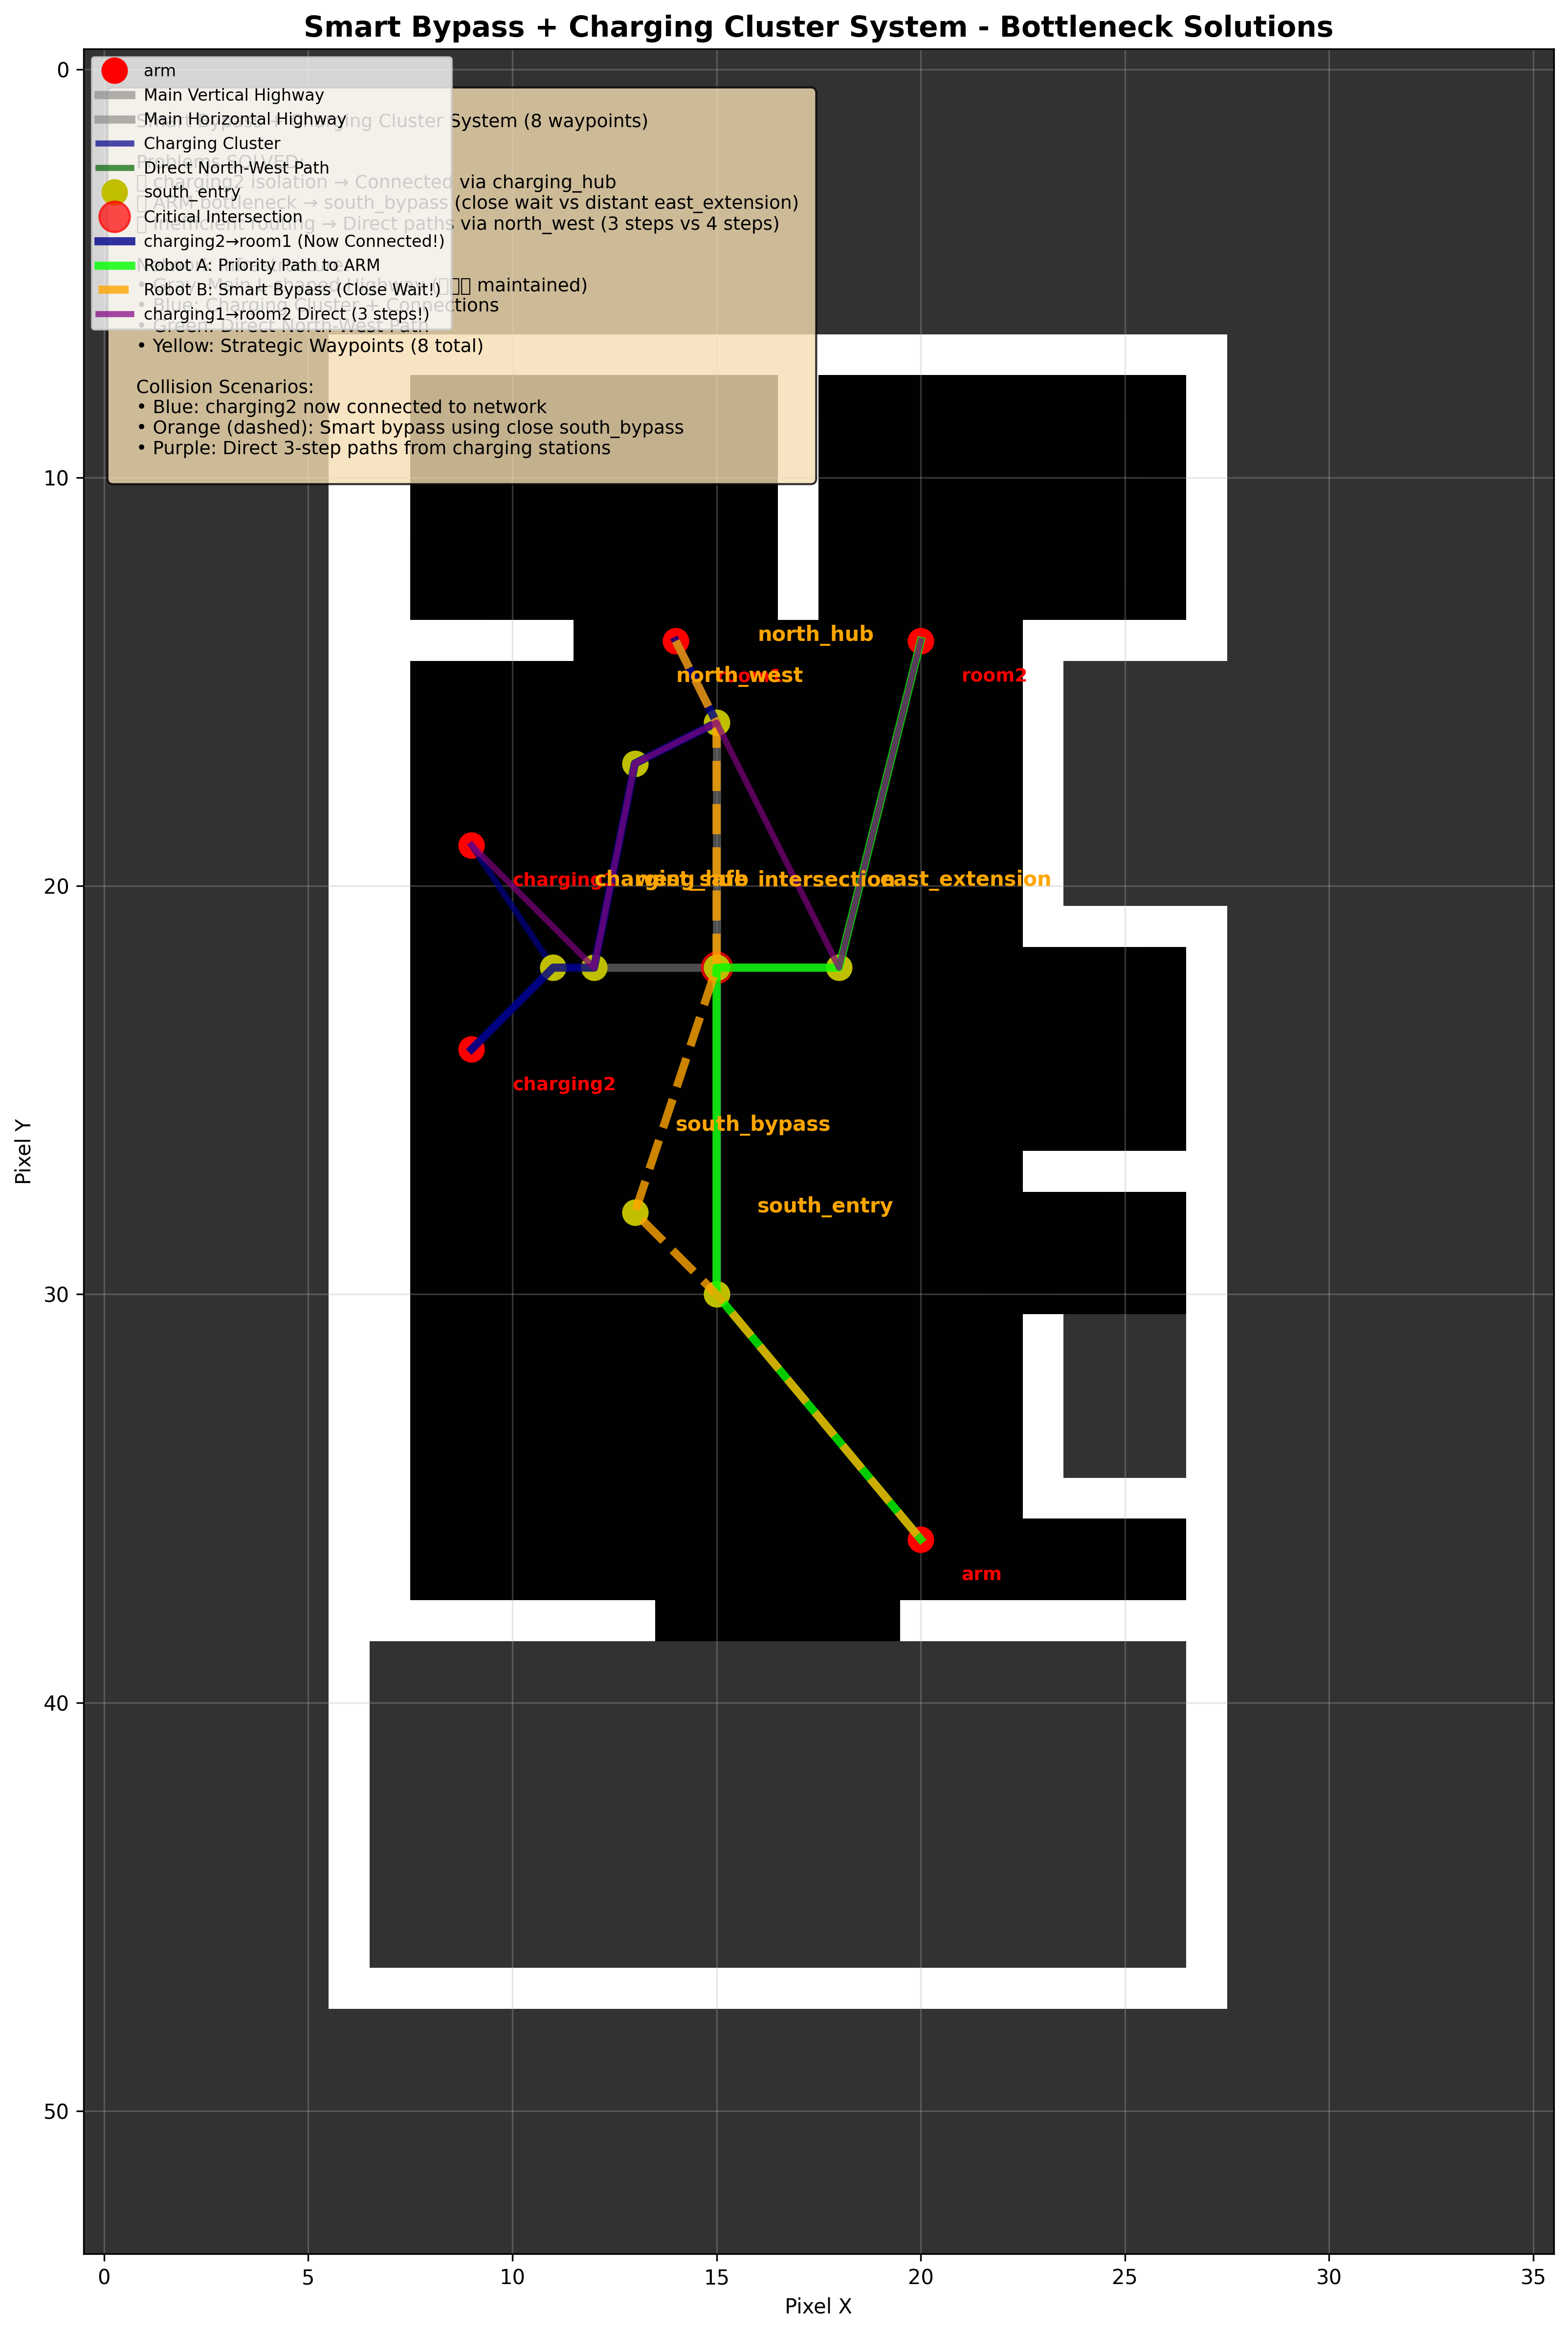 Smart Bypass + Charging Cluster System - Bottleneck Solutions
arm
Main Vertical Highway
Main Horizontal Highway
Charging Cluster
Direct North-West Path
south_entry
Critical Intersection
charging2→room1 (Now Connected!)
Robot A: Priority Path to ARM
Robot B: Smart Bypass (Close Wait!)
charging1→room2 Direct (3 steps!)
Smart Bypass + Charging Cluster System (8 waypoints)
Problems SOLVED:
charging2 isolation → Connected via charging_hub
ARM bottleneck → south_bypass (close wait vs distant east_extension)
Inefficient routing → Direct paths via north_west (3 steps vs 4 steps)
• Gray: Main Highway ( maintained)
• Blue: Charging Cluster + Connections
• Green: Direct North-West Path
• Yellow: Strategic Waypoints (8 total)
Collision Scenarios:
• Blue: charging2 now connected to network
• Orange (dashed): Smart bypass using close south_bypass
• Purple: Direct 3-step paths from charging stations
north_hub
north_west
room2
charging
charging_hub
west_safe
intersection
east_extension
charging2
south_bypass
south_entry
arm
0
10
20
30
40
50
Pixel Y
0
5
10
15
20
25
30
35
Pixel X